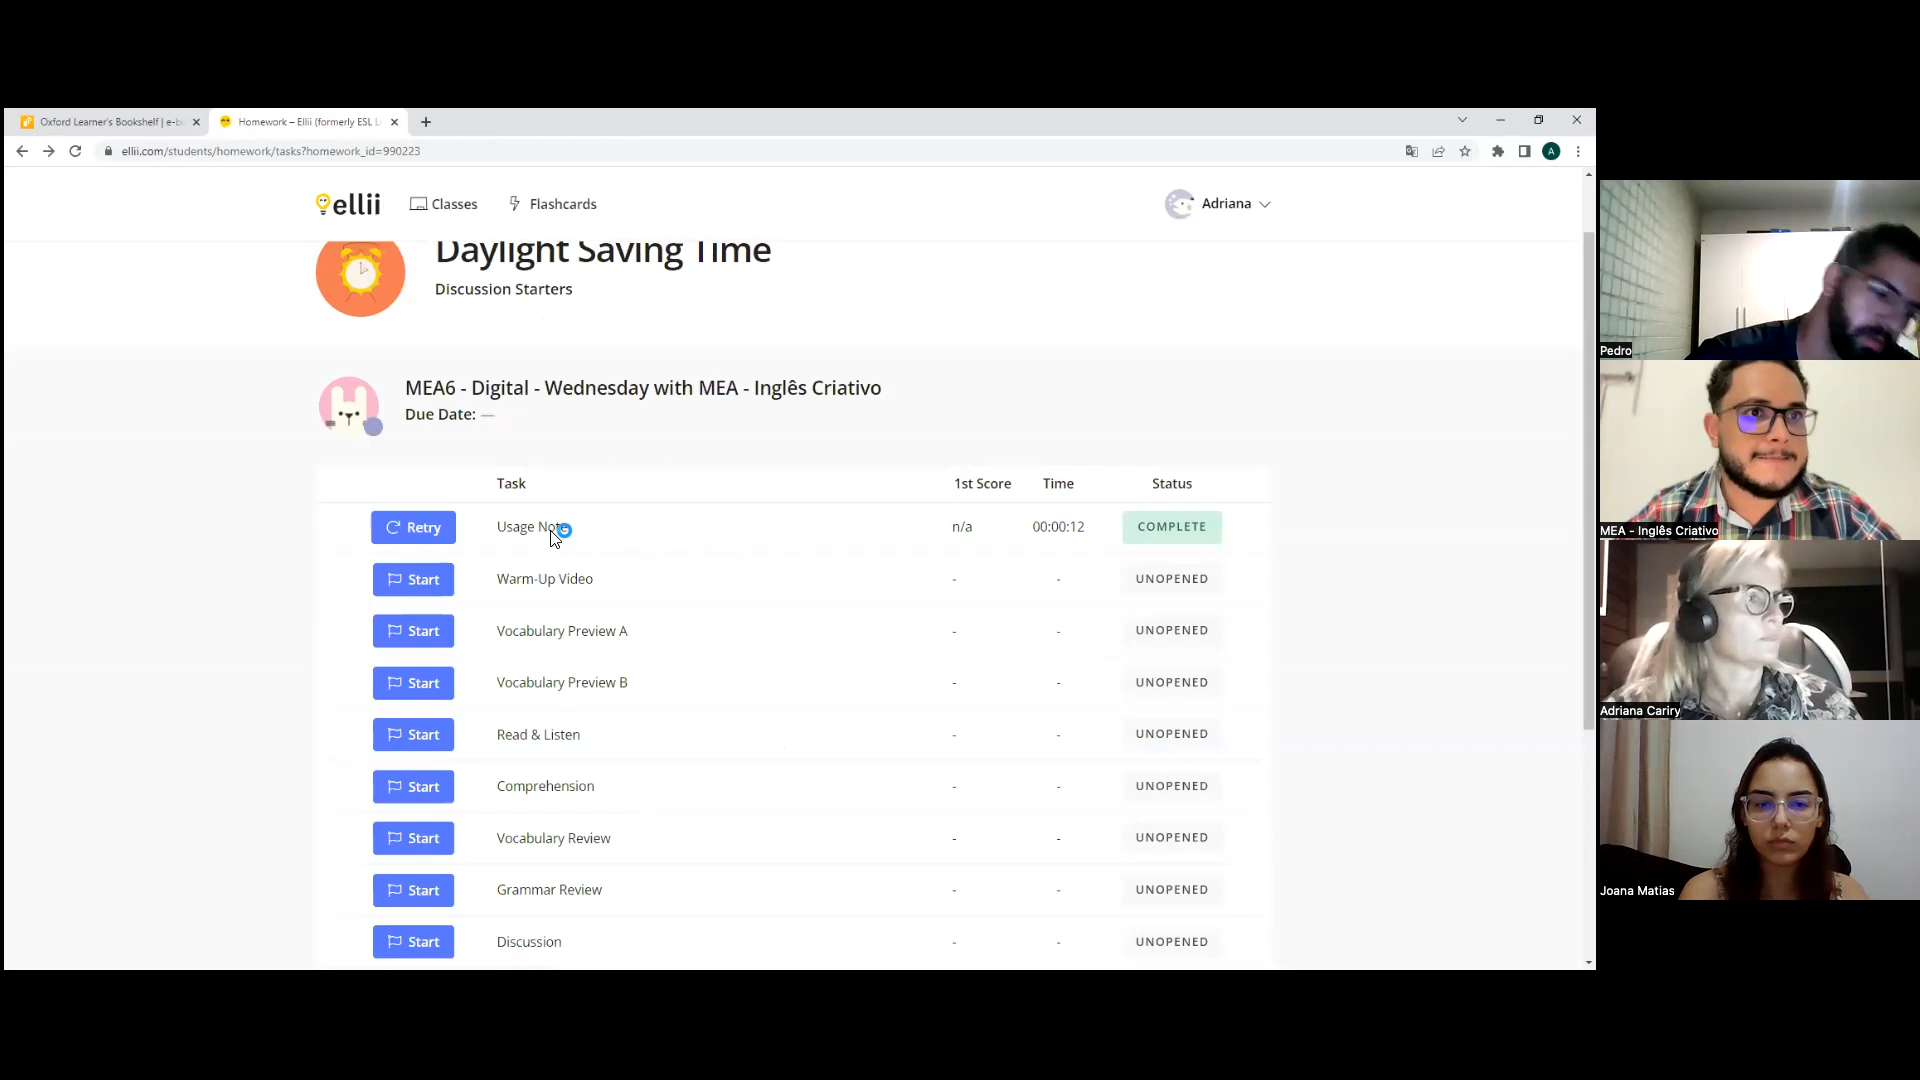 Oxford Learner's Bookshelf | e-b
Homework – Ellii (formerly ESL L
ellii.com/students/homework/tasks?homework_id=990223
A
ellii
Classes
Flashcards
Adriana
Daylight Saving Time
Discussion Starters
MEA6 - Digital - Wednesday with MEA - Inglês Criativo
Due Date: —
Task 1st Score Time Status
Retry Usage Note n/a 00:00:12 COMPLETE
Start Warm-Up Video - - UNOPENED
Start Vocabulary Preview A - - UNOPENED
Start Vocabulary Preview B - - UNOPENED
Start Read & Listen - - UNOPENED
Start Comprehension - - UNOPENED
Start Vocabulary Review - - UNOPENED
Start Grammar Review - - UNOPENED
Start Discussion - - UNOPENED
Pedro
MEA - Inglês Criativo
Adriana Cariry
Joana Matias